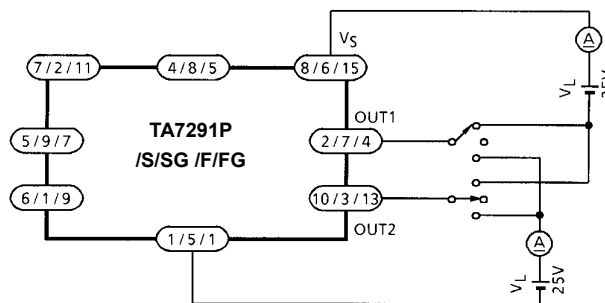 VS
A
7/2/11
4/8/5
8/6/15
VL
OUT1
TA7291P
5/9/7
2/7/4
/S/SG /F/FG
6/1/9
10/3/13
1/5/1
OUT2
A
VL
25V